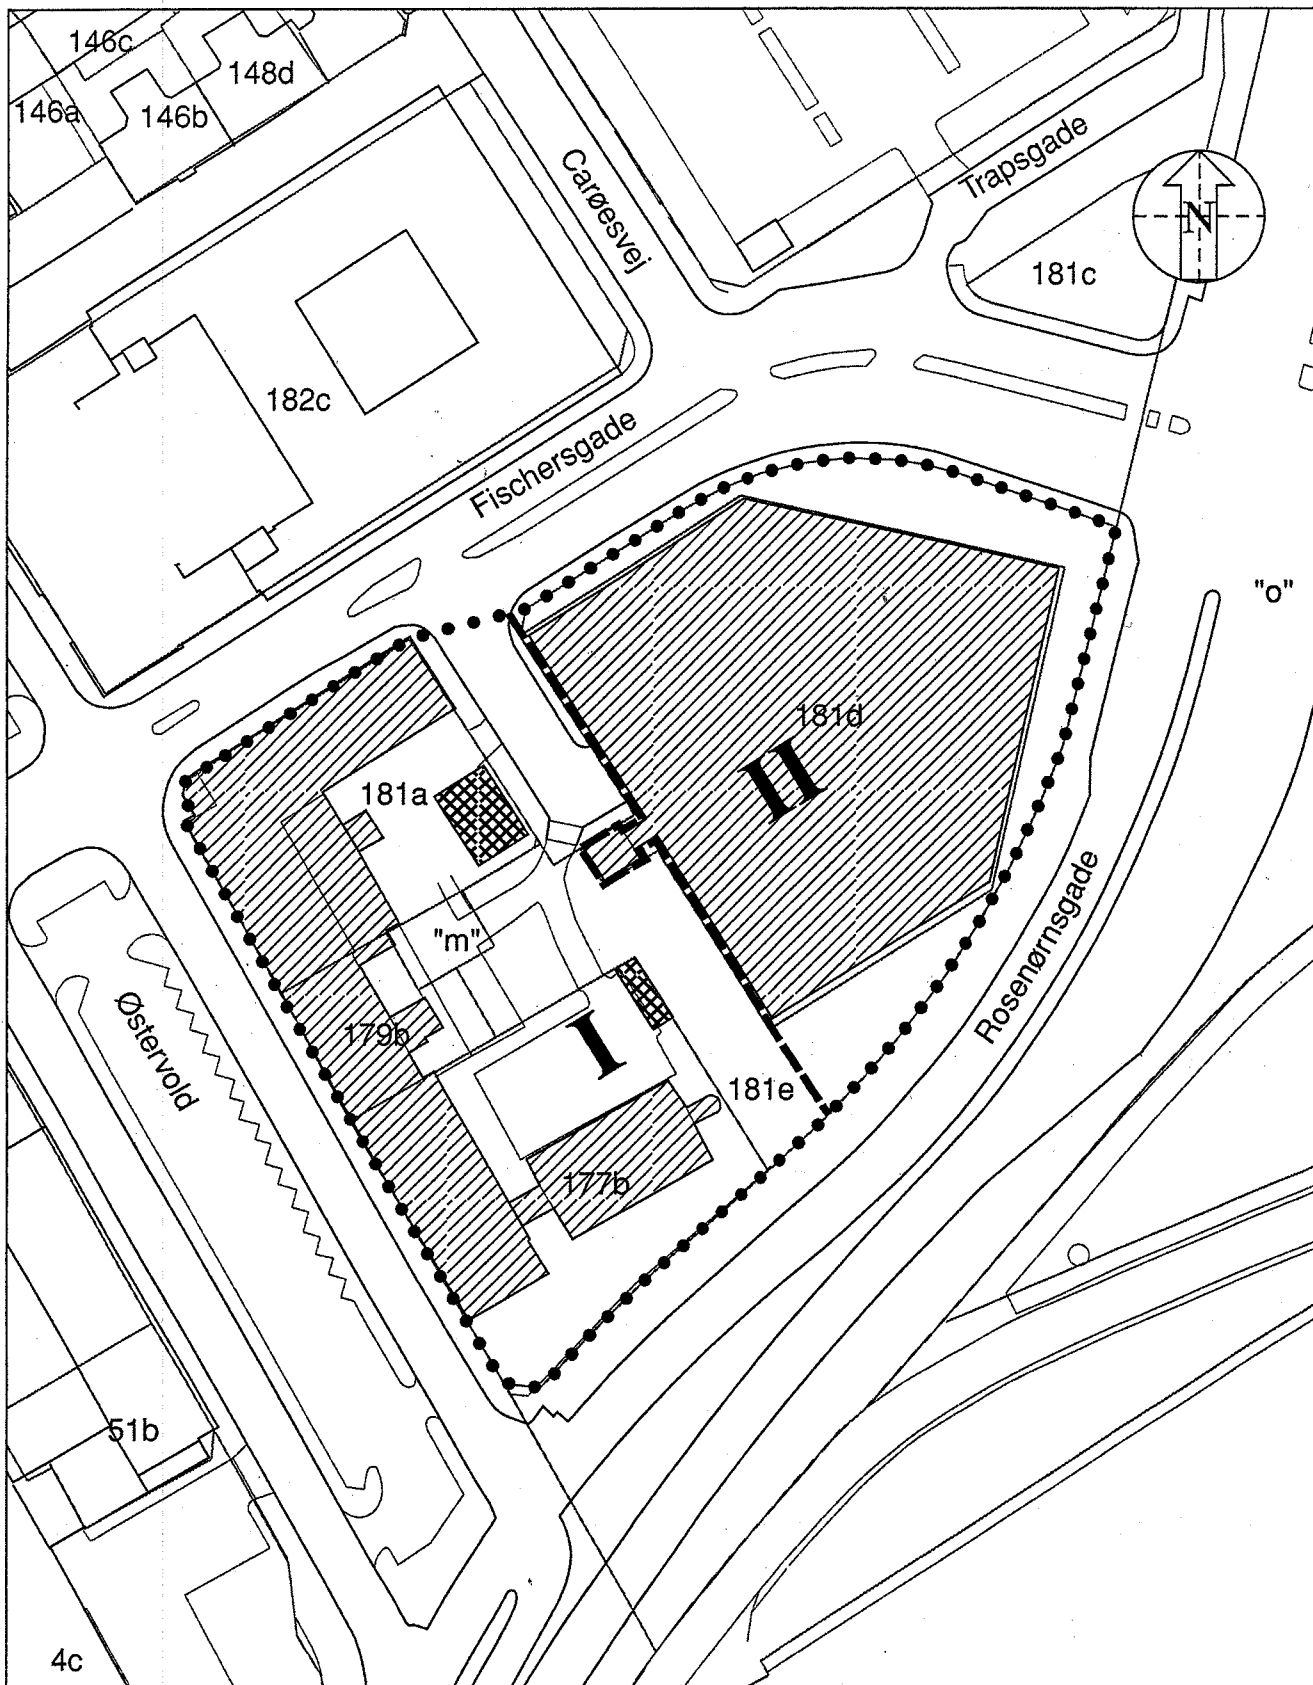 146c
148d
146a
146b
Carøesvej
Trapsgade
N
181c
182c
Fischersgade
"o"
181d
II
181a
"m"
Østervold
179b
I
Rosenørnsgade
181e
177b
51b
4c